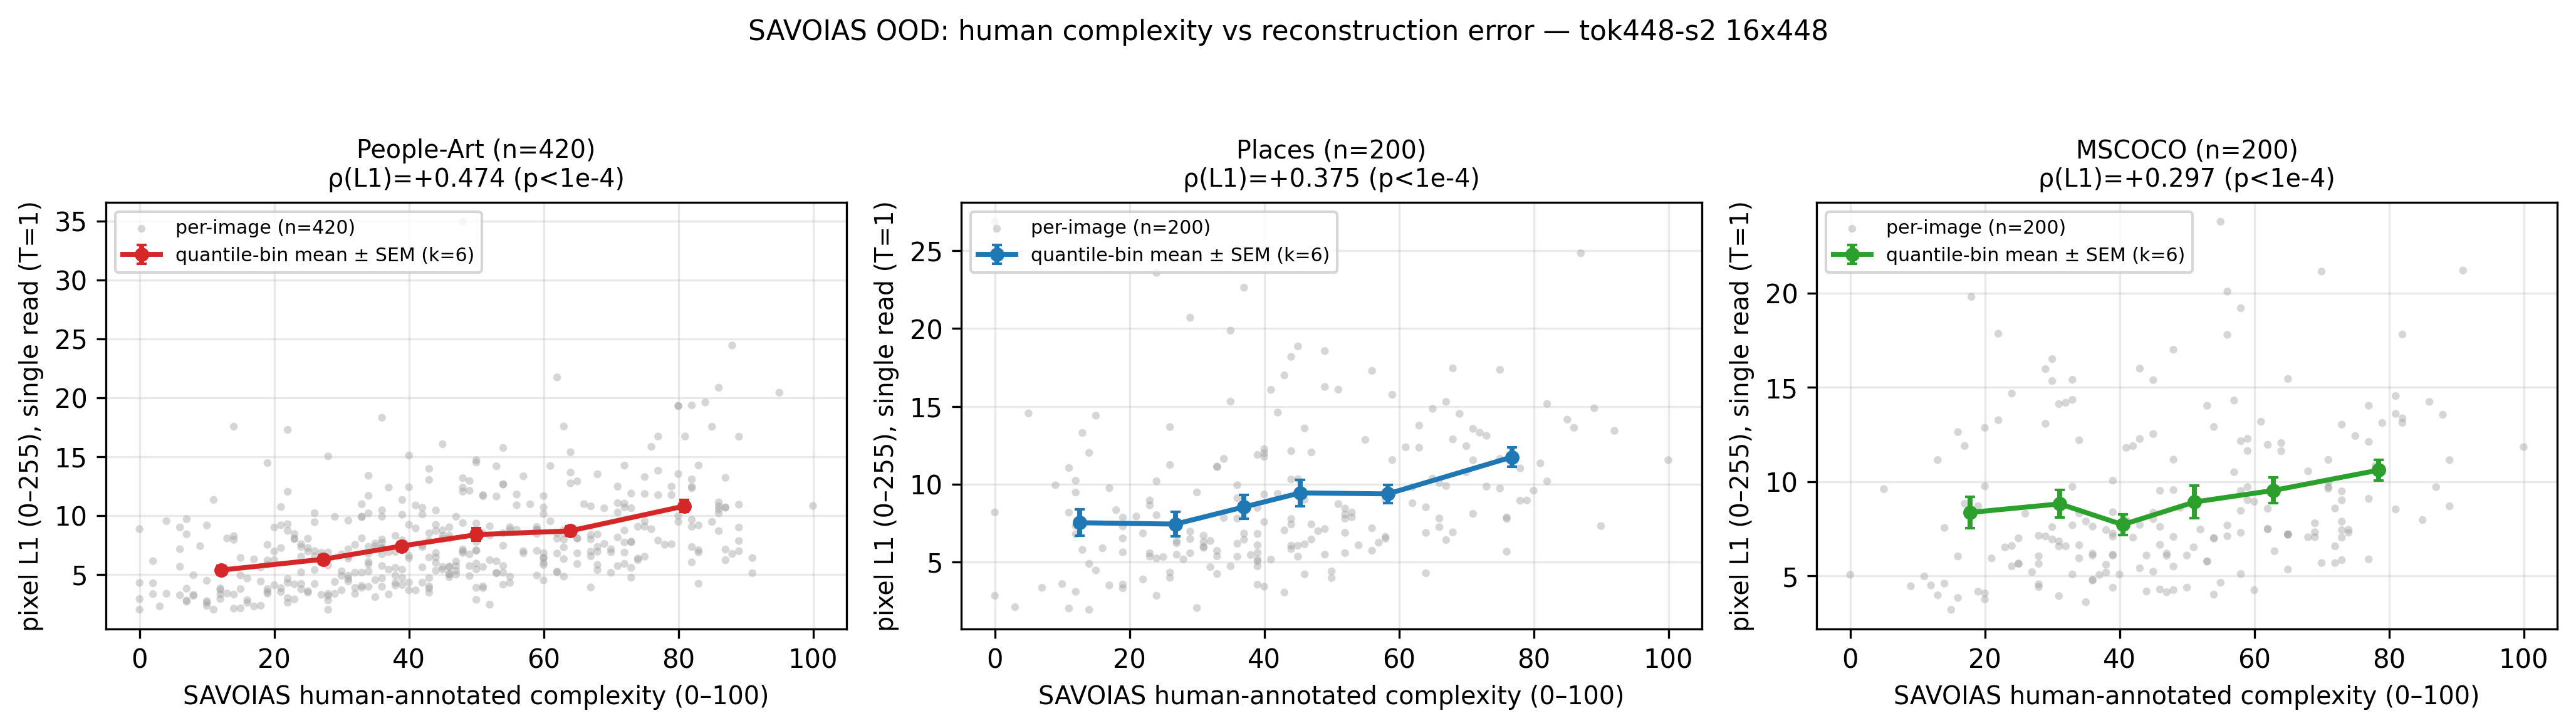 SAVOIAS OOD: human complexity vs reconstruction error — tok448-s2 16x448
People-Art (n=420)
ρ(L1)=+0.474 (p<1e-4)
per-image (n=420)
quantile-bin mean ± SEM (k=6)
pixel L1 (0–255), single read (T=1)
35
30
25
20
15
10
5
0 20 40 60 80 100
SAVOIAS human-annotated complexity (0–100)
Places (n=200)
ρ(L1)=+0.375 (p<1e-4)
per-image (n=200)
quantile-bin mean ± SEM (k=6)
pixel L1 (0–255), single read (T=1)
25
20
15
10
5
0 20 40 60 80 100
SAVOIAS human-annotated complexity (0–100)
MSCOCO (n=200)
ρ(L1)=+0.297 (p<1e-4)
per-image (n=200)
quantile-bin mean ± SEM (k=6)
pixel L1 (0–255), single read (T=1)
20
15
10
5
0 20 40 60 80 100
SAVOIAS human-annotated complexity (0–100)